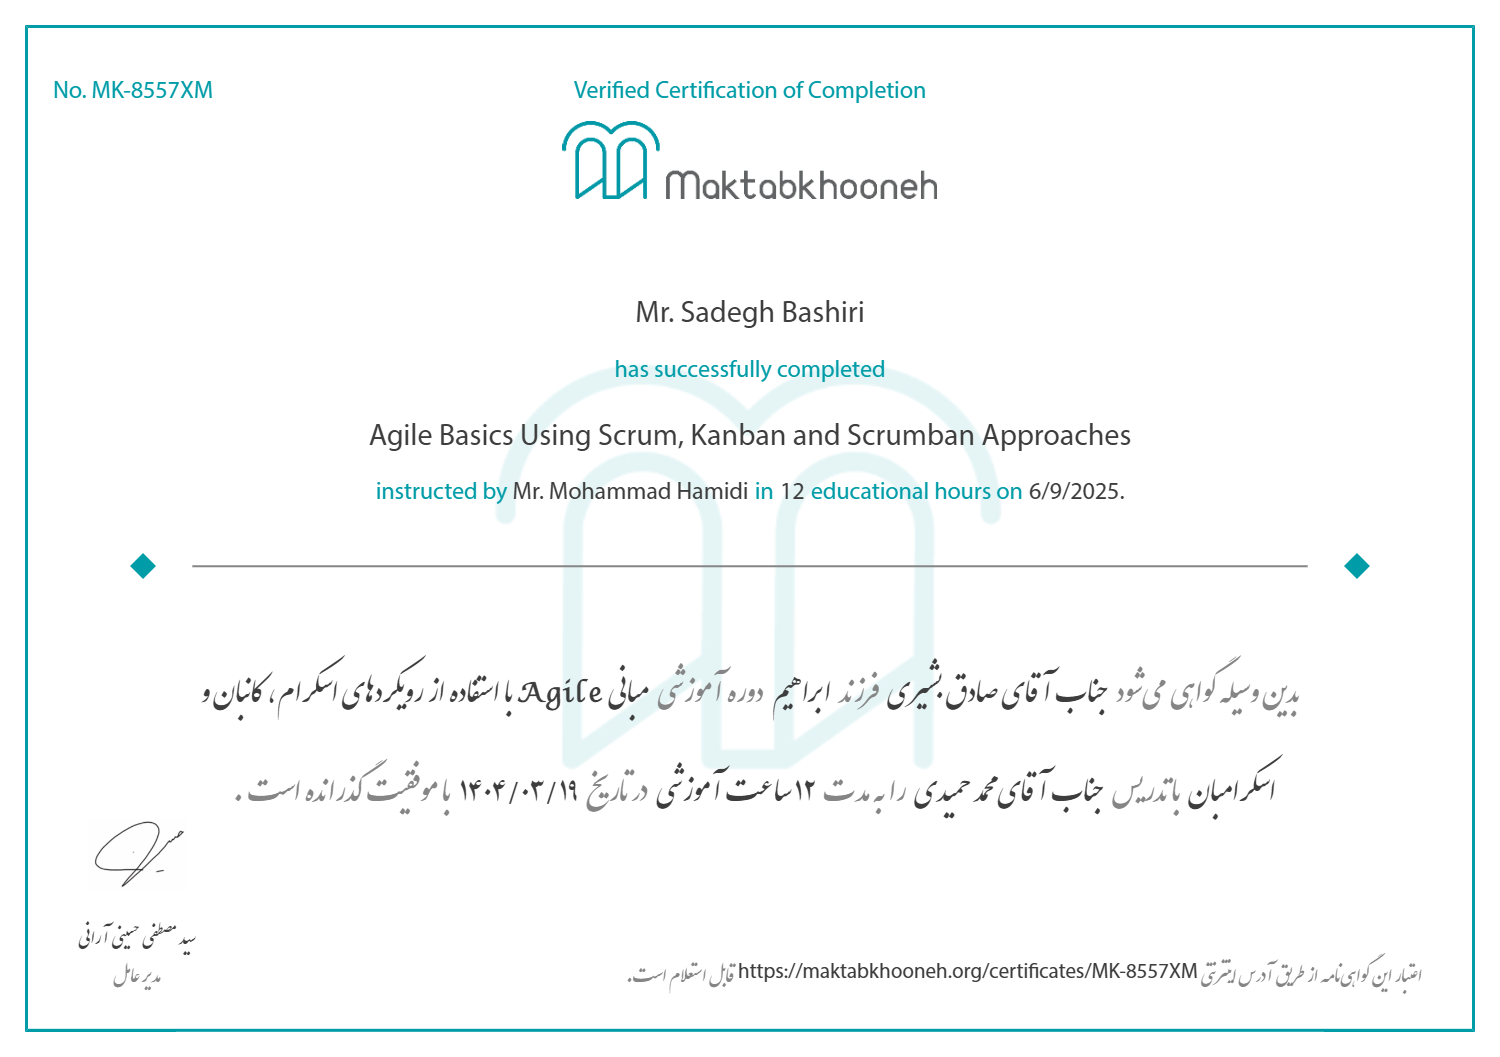 No. MK-8557XM
Verified Certification of Completion
Maktabkhooneh
Mr. Sadegh Bashiri
has successfully completed
Agile Basics Using Scrum, Kanban and Scrumban Approaches
instructed by Mr. Mohammad Hamidi in 12 educational hours on 6/9/2025.
بدین وسیله گواهی می‌شود جناب آقای صادق بشیری فرزند ابراهیم دوره آموزشی مبانی Agile با استفاده از رویکردهای اسکرام، کانبان و
اسکرامبان با تدریس جناب آقای محمد حمیدی را به مدت ۱۲ ساعت آموزشی در تاریخ ۱۴۰۴/۰۳/۱۹ با موفقیت گذرانده است .
سید مصطفی حسینی آرانی
مدیر عامل
اعتبار این گواهی‌نامه از طریق آدرس اینترنتی https://maktabkhooneh.org/certificates/MK-8557XM قابل استعلام است.